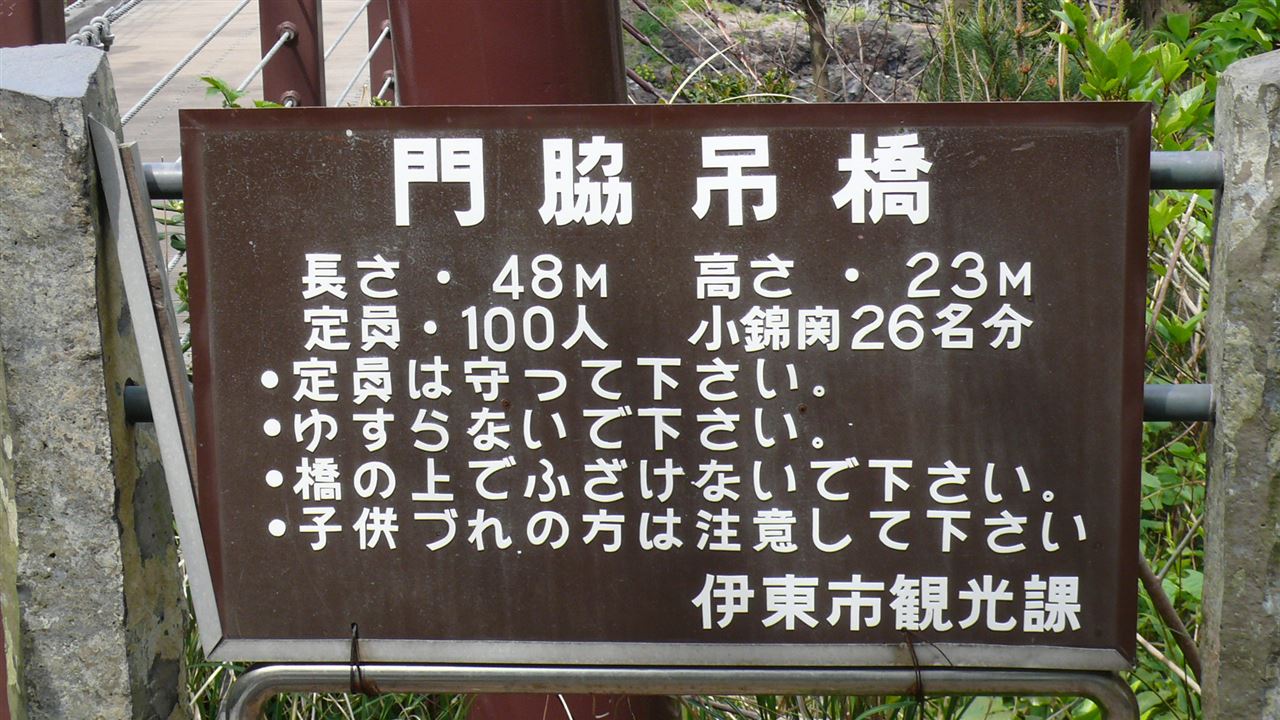 門脇吊橋
長さ・48M 高さ・23M
定員・100人 小錦関26名分
・定員は守って下さい。
・ゆすらないで下さい。
・橋の上でふざけないで下さい。
・子供づれの方は注意して下さい
伊東市観光課